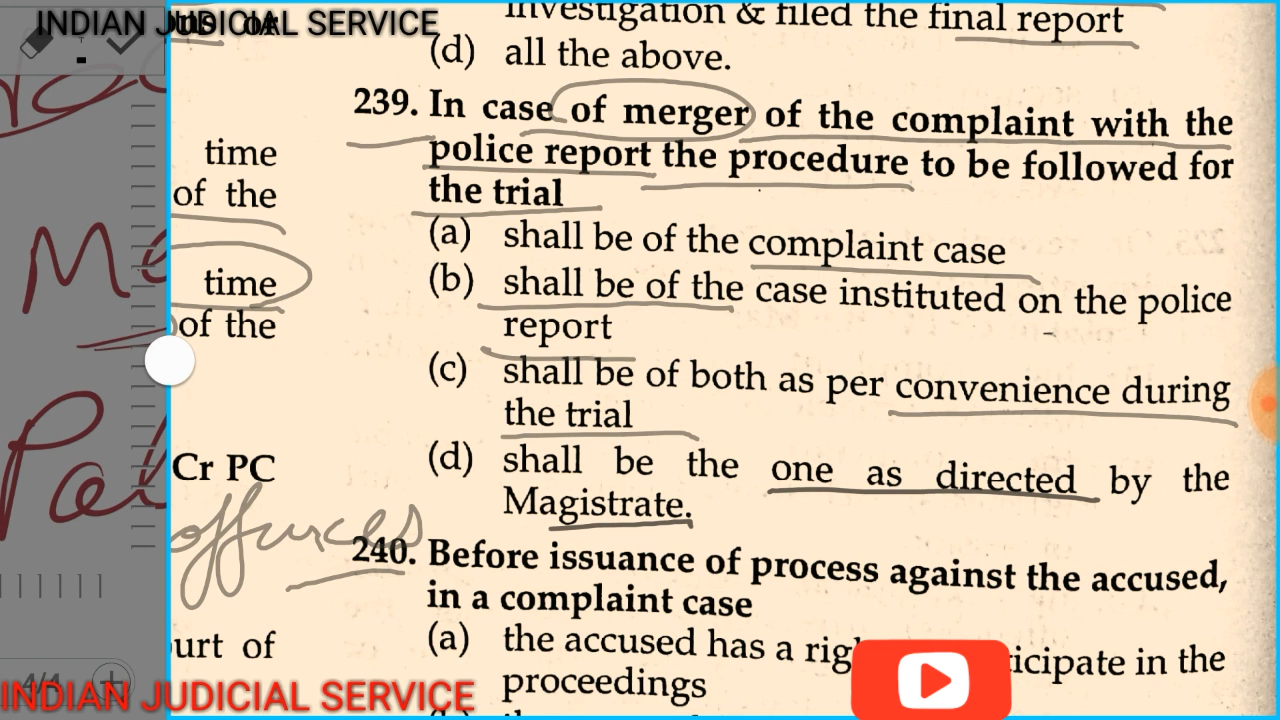 INDIAN JUDICIAL SERVICE
investigation & filed the final report
(d) all the above.
239. In case of merger of the complaint with the
police report the procedure to be followed for
the trial
(a) shall be of the complaint case
(b) shall be of the case instituted on the police
report
(c) shall be of both as per convenience during
the trial
(d) shall be the one as directed by the
Magistrate.
240. Before issuance of process against the accused,
in a complaint case
(a) the accused has a in the
proceedings
time
of the
time
of the
Cr PC
offences
of
4/4
INDIAN JUDICIAL SERVICE